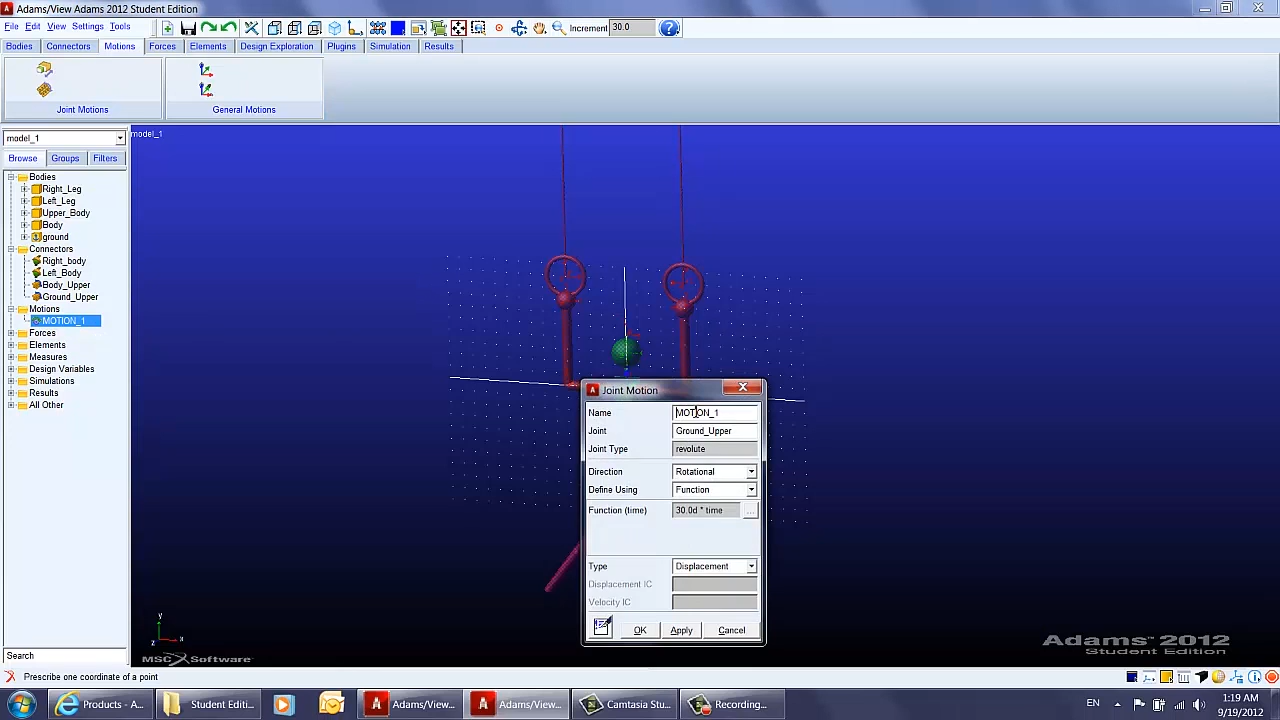 Adams/View Adams 2012 Student Edition
File Edit View Settings Tools
Increment 30.0
Bodies Connectors Motions Forces Elements Design Exploration Plugins Simulation Results
Joint Motions General Motions
model_1
model_1
Browse Groups Filters
Bodies
Right_Leg
Left_Leg
Upper_Body
Body
ground
Connectors
Right_body
Left_Body
Body_Upper
Ground_Upper
Motions
MOTION_1
Forces
Elements
Measures
Design Variables
Simulations
Results
All Other
Joint Motion
Name MOTION_1
Joint Ground_Upper
Joint Type revolute
Direction Rotational
Define Using Function
Function (time) 30.0d * time ...
Type Displacement
Displacement IC
Velocity IC
OK Apply Cancel
y
z x
MSC Software
Adams™ 2012
Student Edition
Search
Prescribe one coordinate of a point
Products - A... Student Editi... Adams/View... Adams/View... Camtasia Stu... Recording...
EN 1:19 AM
9/19/2012